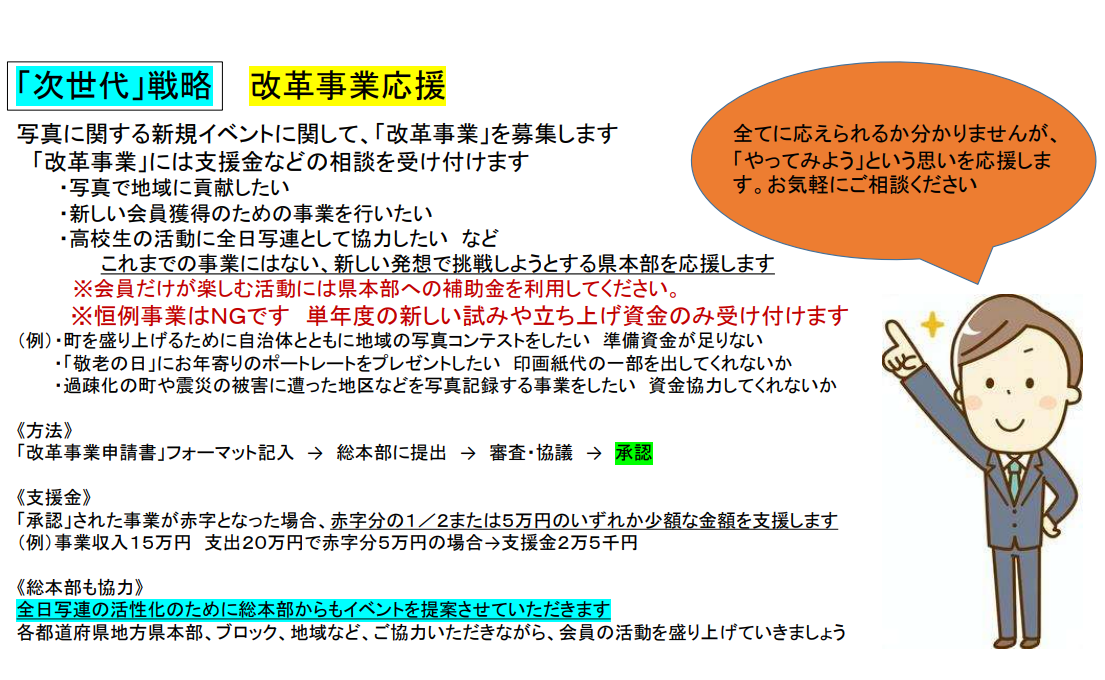 「次世代」戦略　改革事業応援
写真に関する新規イベントに関して、「改革事業」を募集します
「改革事業」には支援金などの相談を受け付けます
・写真で地域に貢献したい
・新しい会員獲得のための事業を行いたい
・高校生の活動に全日写連として協力したい　など
これまでの事業にはない、新しい発想で挑戦しようとする県本部を応援します
※会員だけが楽しむ活動には県本部への補助金を利用してください。
※恒例事業はNGです　単年度の新しい試みや立ち上げ資金のみ受け付けます
（例）・町を盛り上げるために自治体とともに地域の写真コンテストをしたい　準備資金が足りない
・「敬老の日」にお年寄りのポートレートをプレゼントしたい　印画紙代の一部を出してくれないか
・過疎化の町や震災の被害に遭った地区などを写真記録する事業をしたい　資金協力してくれないか
《方法》
「改革事業申請書」フォーマット記入　→　総本部に提出　→　審査・協議　→　承認
《支援金》
「承認」された事業が赤字となった場合、赤字分の１／２または５万円のいずれか少額な金額を支援します
（例）事業収入１５万円　支出２０万円で赤字分５万円の場合→支援金２万５千円
《総本部も協力》
全日写連の活性化のために総本部からもイベントを提案させていただきます
各都道府県地方県本部、ブロック、地域など、ご協力いただきながら、会員の活動を盛り上げていきましょう
全てに応えられるか分かりませんが、
「やってみよう」という思いを応援しま
す。お気軽にご相談ください